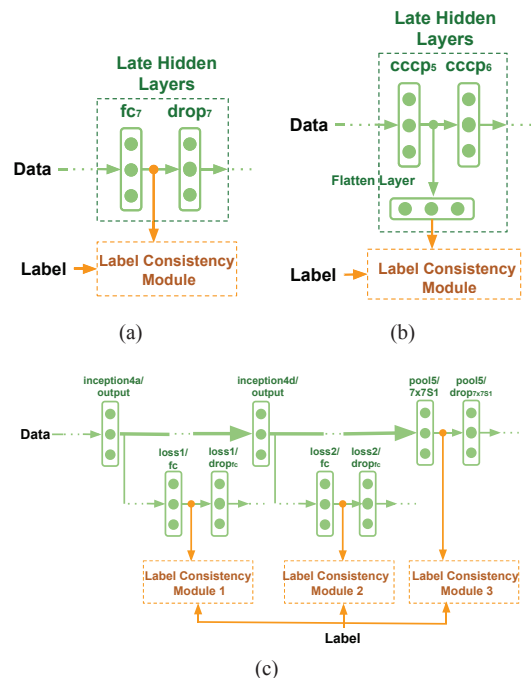 Late Hidden
Layers
fc7
drop7
Data
Label
Label Consistency
Module
(a)
Late Hidden
Layers
cccp5
cccp6
Data
Flatten Layer
Label
Label Consistency
Module
(b)
inception4a/
output
inception4d/
output
pool5/
7x7S1
pool5/
drop7x7S1
Data
loss1/
fc
loss1/
dropfc
loss2/
fc
loss2/
dropfc
Label Consistency
Module 1
Label Consistency
Module 2
Label Consistency
Module 3
Label
(c)